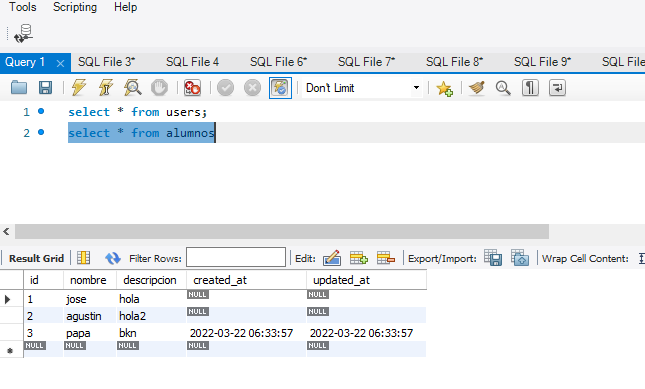 Tools Scripting Help
Query 1 SQL File 3* SQL File 4 SQL File 6* SQL File 7* SQL File 8* SQL File 9* SQL File
Don't Limit
1 select * from users;
2 select * from alumnos
Result Grid Filter Rows: Edit: Export/Import: Wrap Cell Content:
id nombre descripcion created_at updated_at
1 jose hola NULL NULL
2 agustin hola2 NULL NULL
3 papa bkn 2022-03-22 06:33:57 2022-03-22 06:33:57
NULL NULL NULL NULL NULL